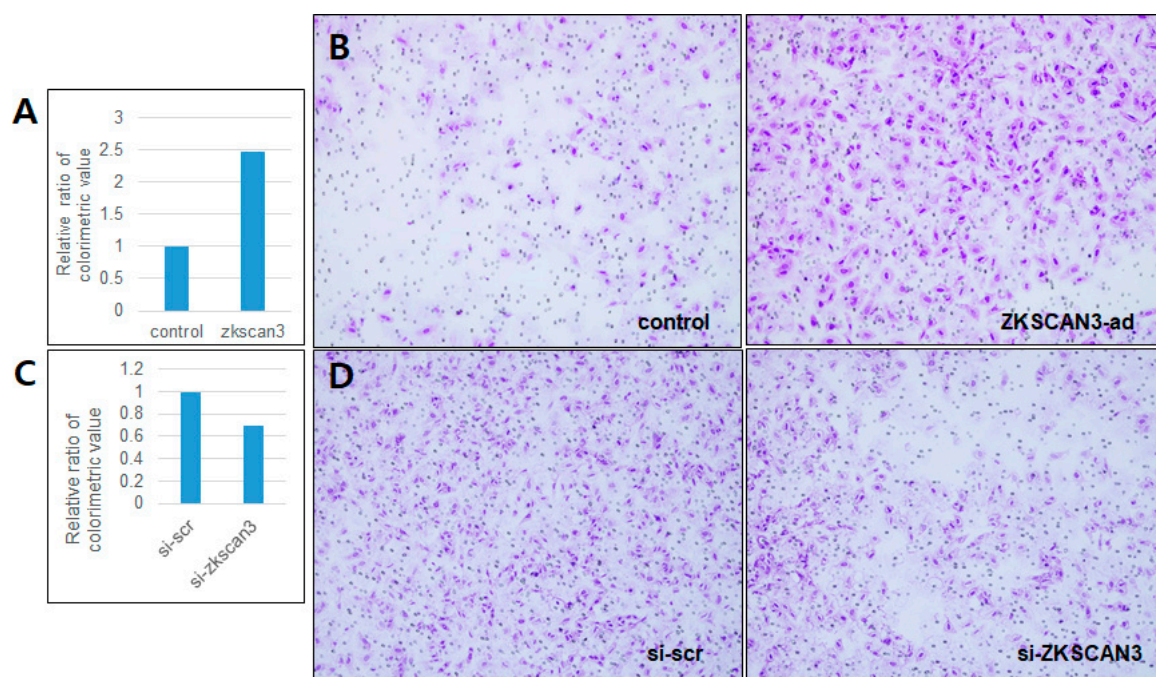 A
Relative ratio of
colorimetric value
3
2.5
2
1.5
1
0.5
0
control zkscan3
B
control
ZKSCAN3-ad
C
Relative ratio of
colorimetric value
1.2
1
0.8
0.6
0.4
0.2
0
si-scr
si-zkscan3
D
si-scr
si-ZKSCAN3